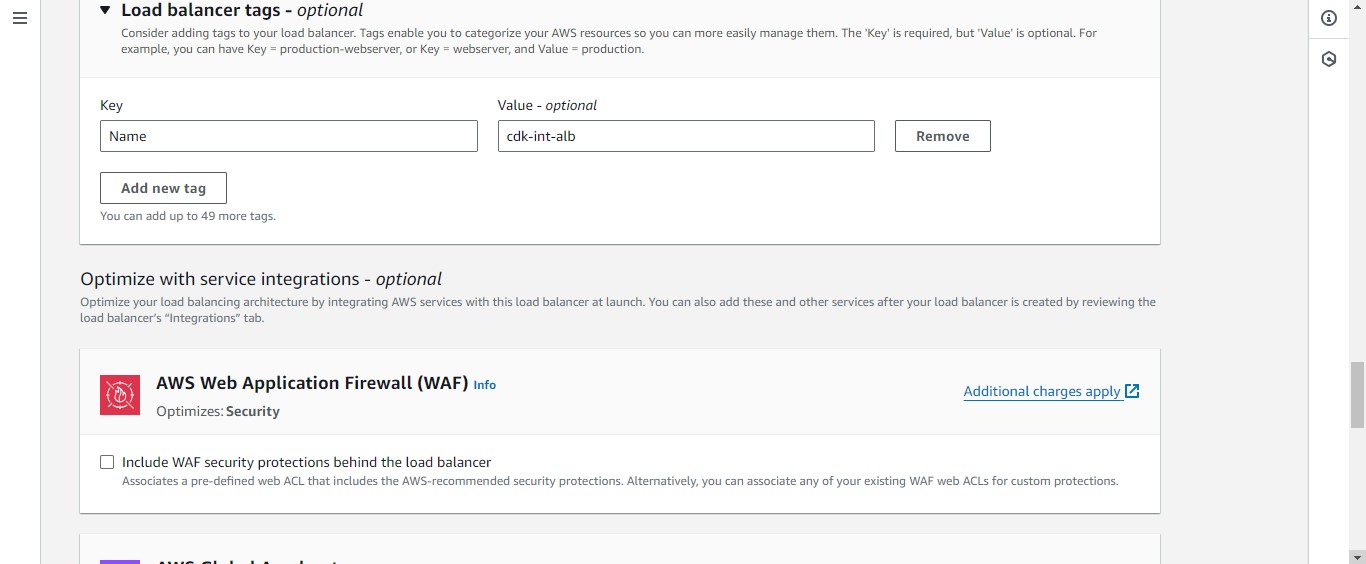 Load balancer tags - optional
Consider adding tags to your load balancer. Tags enable you to categorize your AWS resources so you can more easily manage them. The 'Key' is required, but 'Value' is optional. For
example, you can have Key = production-webserver, or Key = webserver, and Value = production.
Key
Value - optional
Name
cdk-int-alb
Remove
Add new tag
You can add up to 49 more tags.
Optimize with service integrations - optional
Optimize your load balancing architecture by integrating AWS services with this load balancer at launch. You can also add these and other services after your load balancer is created by reviewing the
load balancer's “Integrations” tab.
AWS Web Application Firewall (WAF) Info
Optimizes: Security
Additional charges apply
Include WAF security protections behind the load balancer
Associates a pre-defined web ACL that includes the AWS-recommended security protections. Alternatively, you can associate any of your existing WAF web ACLs for custom protections.